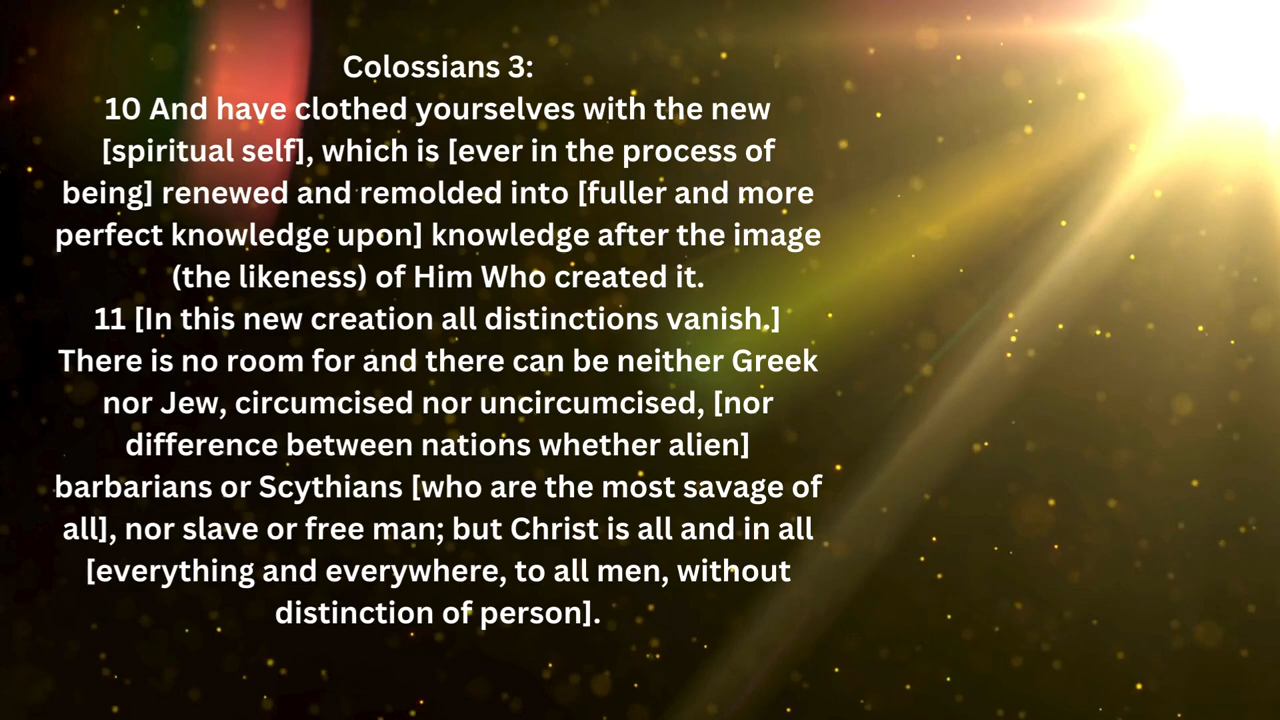 Colossians 3:
10 And have clothed yourselves with the new
[spiritual self], which is [ever in the process of
being] renewed and remolded into [fuller and more
perfect knowledge upon] knowledge after the image
(the likeness) of Him Who created it.
11 [In this new creation all distinctions vanish.]
There is no room for and there can be neither Greek
nor Jew, circumcised nor uncircumcised, [nor
difference between nations whether alien]
barbarians or Scythians [who are the most savage of
all], nor slave or free man; but Christ is all and in all
[everything and everywhere, to all men, without
distinction of person].